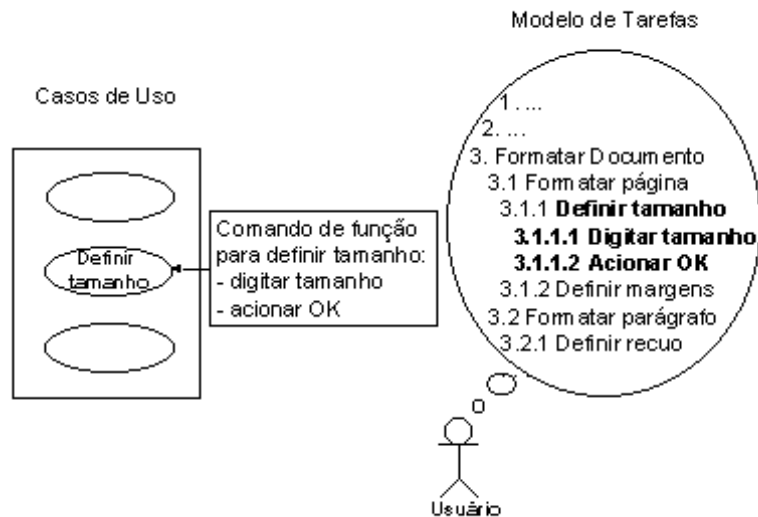 Modelo de Tarefas
Casos de Uso
1. ...
2. ...
3. Formatar Documento
3.1 Formatar página
3.1.1 Definir tamanho
3.1.1.1 Digitar tamanho
3.1.1.2 Acionar OK
3.1.2 Definir margens
3.2 Formatar parágrafo
3.2.1 Definir recuo
Comando de função
para definir tamanho:
- digitar tamanho
- acionar OK
Definir
tamanho
Usuário